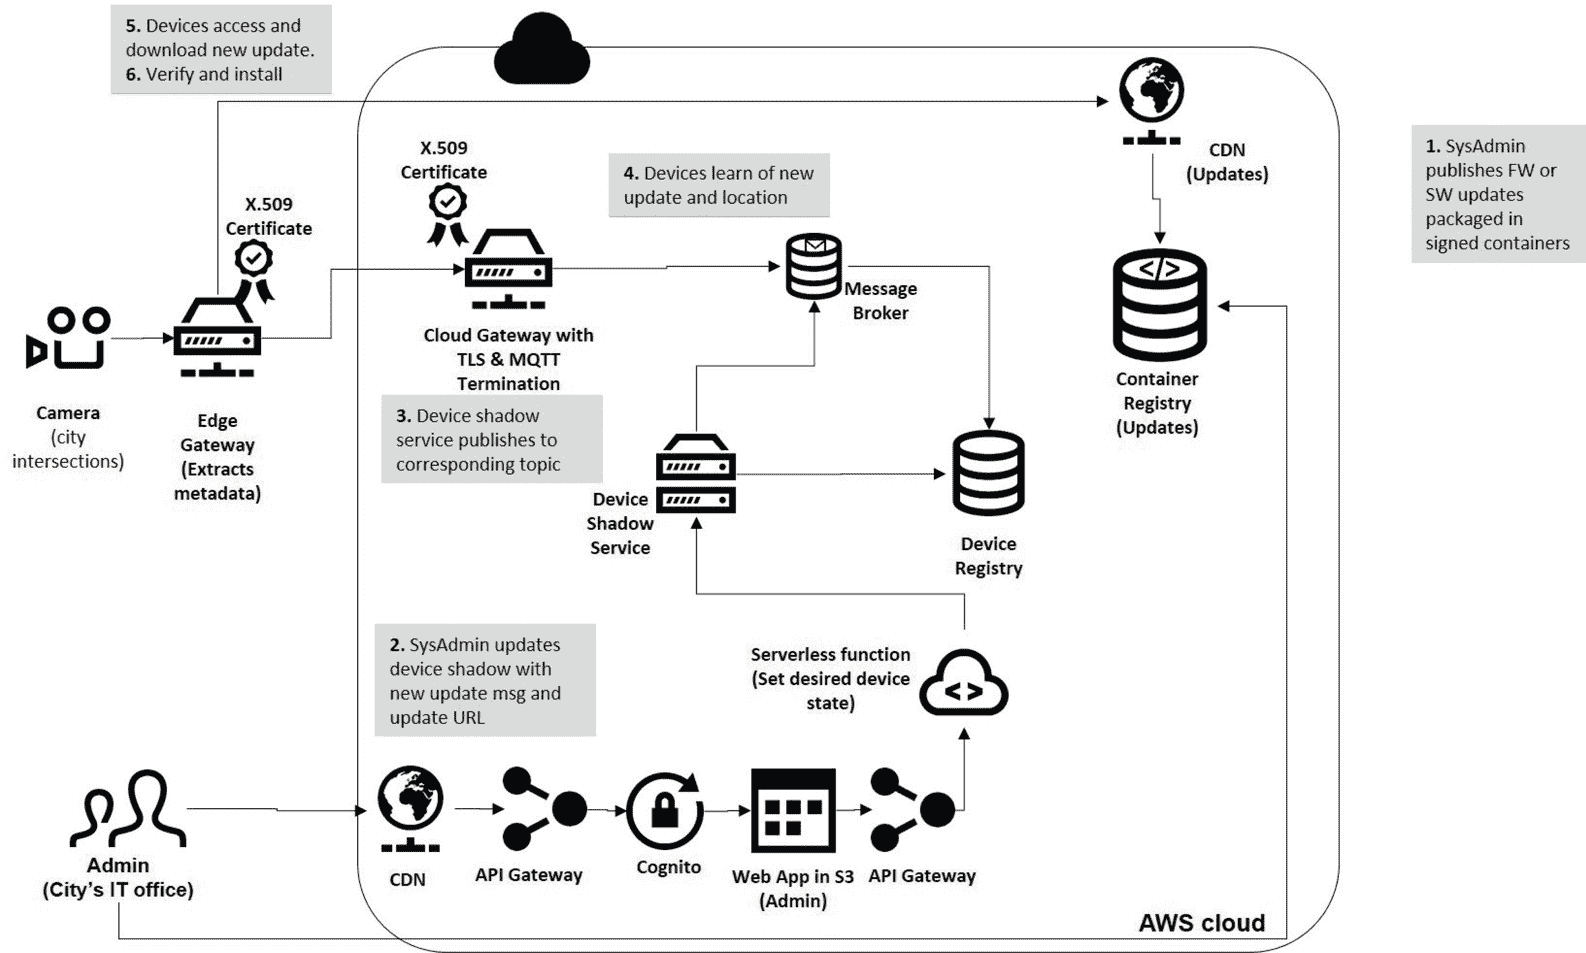 5. Devices access and
download new update.
6. Verify and install
X.509
Certificate
4. Devices learn of new
update and location
CDN
(Updates)
1. SysAdmin
publishes FW or
SW updates
packaged in
signed containers
X.509
Certificate
Message
Broker
Cloud Gateway with
TLS & MQTT
Termination
Camera
(city
intersections)
Edge
Gateway
(Extracts
metadata)
3. Device shadow
service publishes to
corresponding topic
Container
Registry
(Updates)
Device
Shadow
Service
Device
Registry
2. SysAdmin updates
device shadow with
new update msg and
update URL
Serverless function
(Set desired device
state)
Admin
(City's IT office)
CDN
API Gateway
Cognito
Web App in S3
(Admin)
API Gateway
AWS cloud